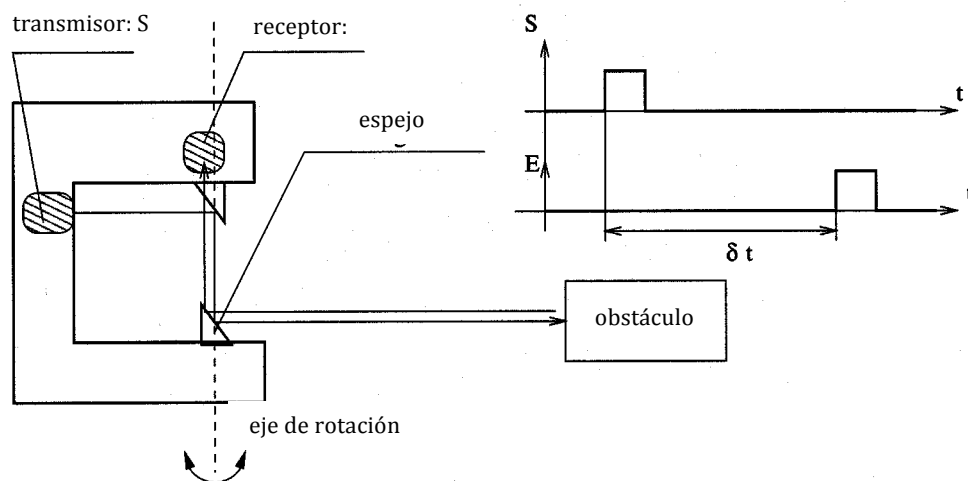 transmisor: S
receptor:
espejo
S
t
E
δ t
obstáculo
eje de rotación